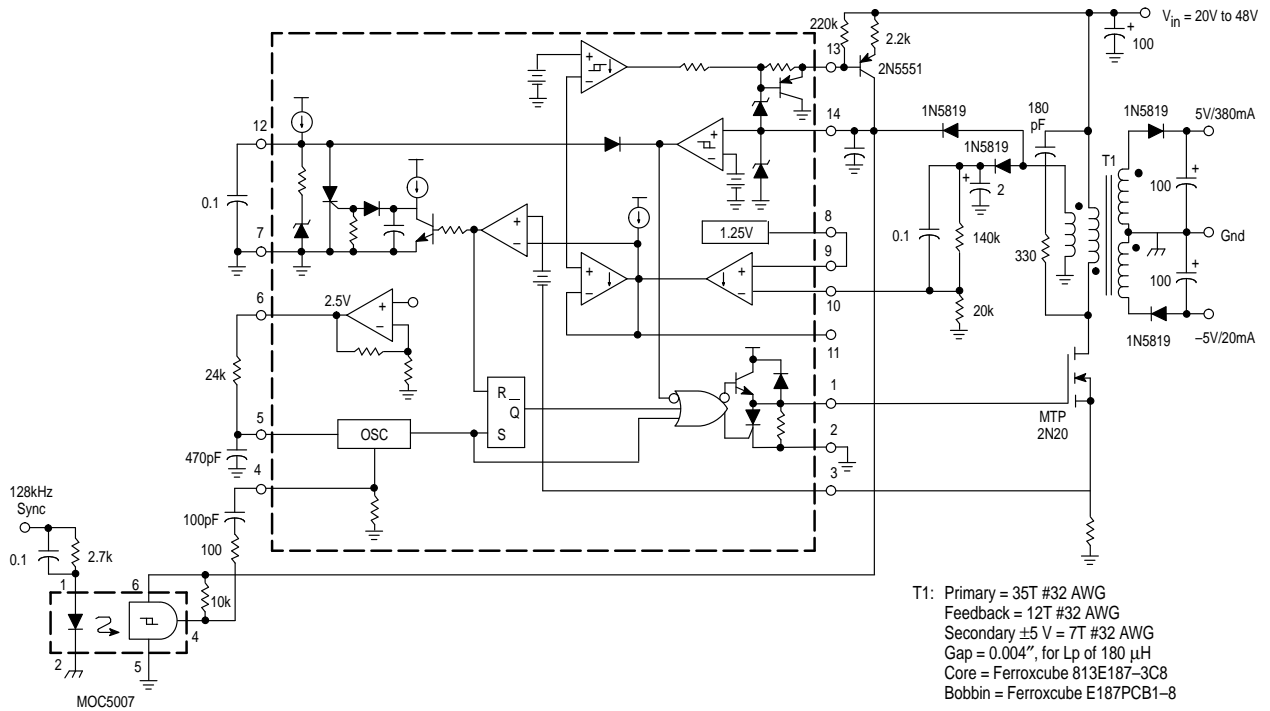 220k
2.2k
13
2N5551
Vin = 20V to 48V
+
100
12
14
1N5819
180
pF
1N5819
5V/380mA
1N5819
T1
+
100
+
2
0.1
7
8
1.25V
9
0.1
140k
330
Gnd
+
100
10
20k
6
2.5V
1N5819
–5V/20mA
11
24k
R
Q
S
1
MTP
2N20
5
OSC
2
470pF
4
3
128kHz
Sync
100pF
0.1
2.7k
100
1
6
10k
4
2
5
MOC5007
T1: Primary = 35T #32 AWG
Feedback = 12T #32 AWG
Secondary ±5 V = 7T #32 AWG
Gap = 0.004″, for Lp of 180 μH
Core = Ferroxcube 813E187–3C8
Bobbin = Ferroxcube E187PCB1–8